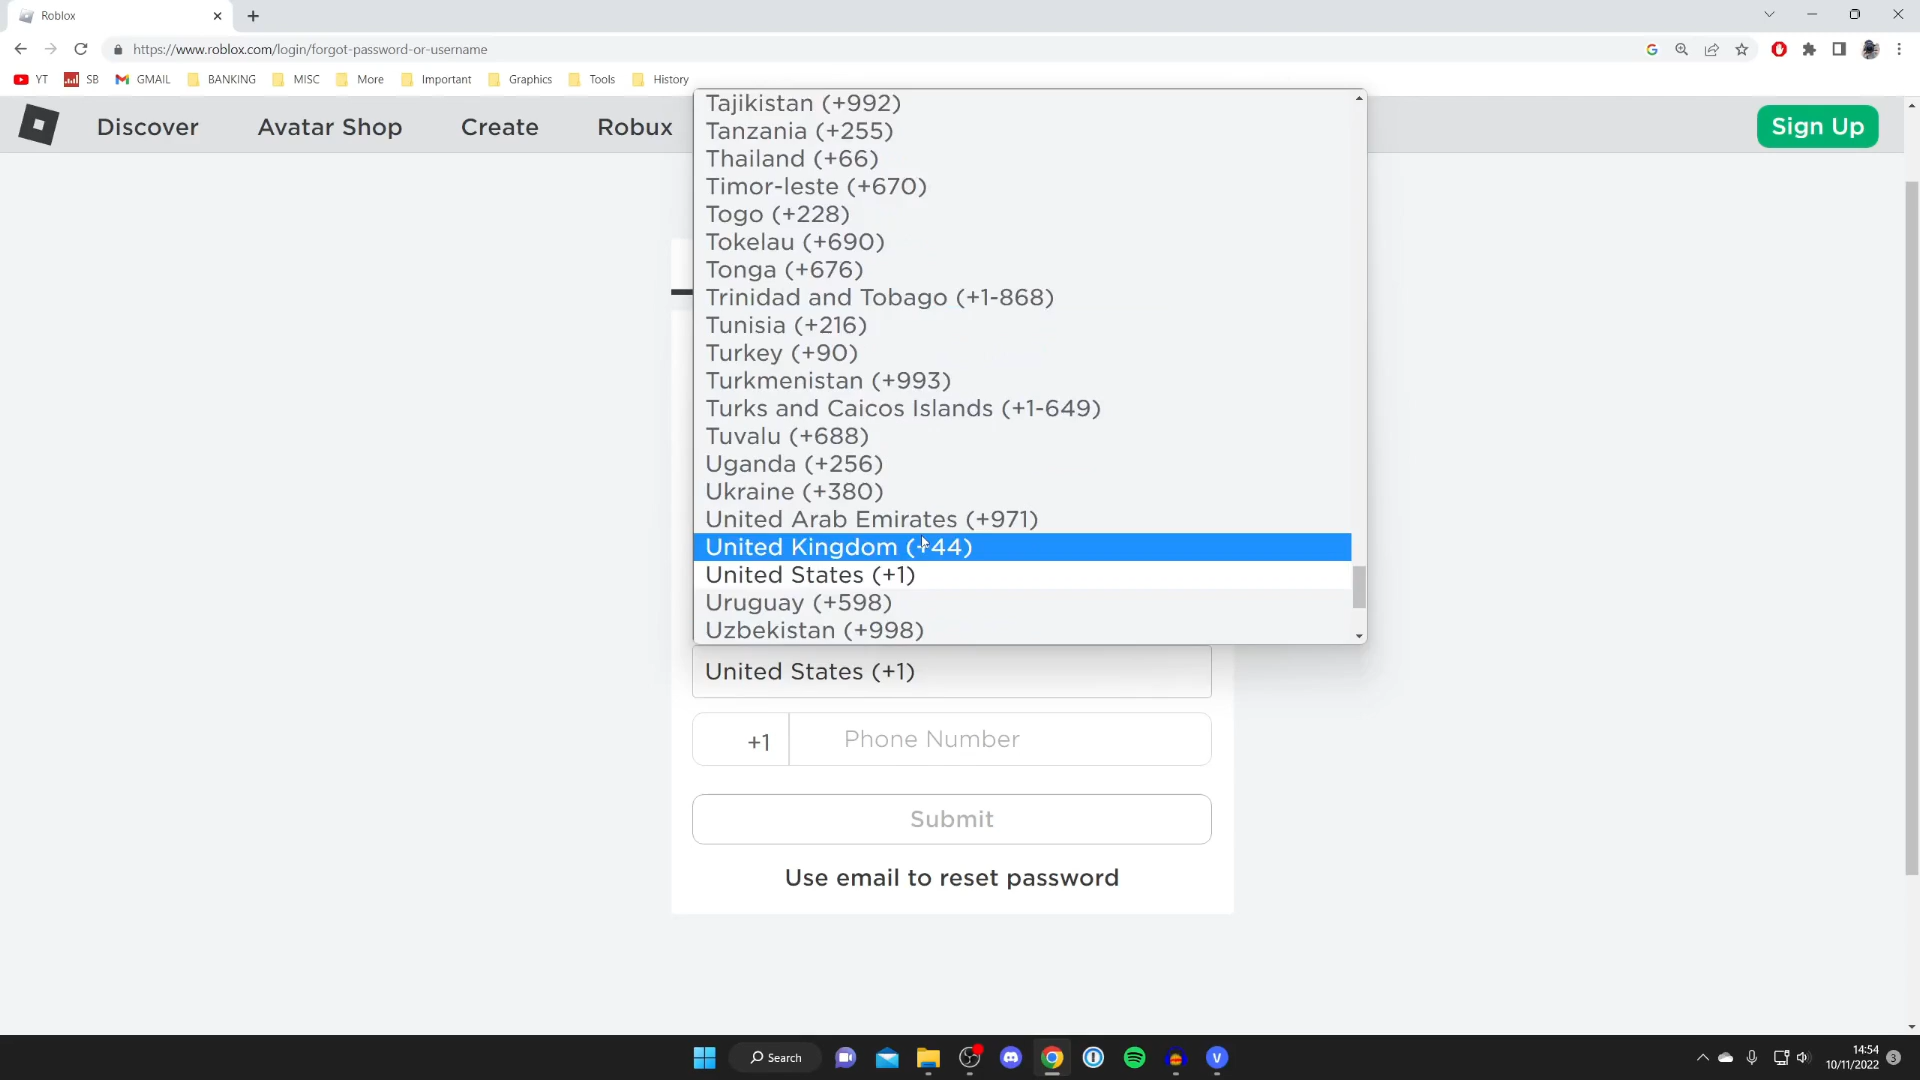 Roblox
https://www.roblox.com/login/forgot-password-or-username
YT SB GMAIL BANKING MISC More Important Graphics Tools History
Discover Avatar Shop Create Robux Sign Up
Tajikistan (+992)
Tanzania (+255)
Thailand (+66)
Timor-leste (+670)
Togo (+228)
Tokelau (+690)
Tonga (+676)
Trinidad and Tobago (+1-868)
Tunisia (+216)
Turkey (+90)
Turkmenistan (+993)
Turks and Caicos Islands (+1-649)
Tuvalu (+688)
Uganda (+256)
Ukraine (+380)
United Arab Emirates (+971)
United Kingdom (+44)
United States (+1)
Uruguay (+598)
Uzbekistan (+998)
United States (+1)
+1 Phone Number
Submit
Use email to reset password
Search
14:54
10/11/2022
3